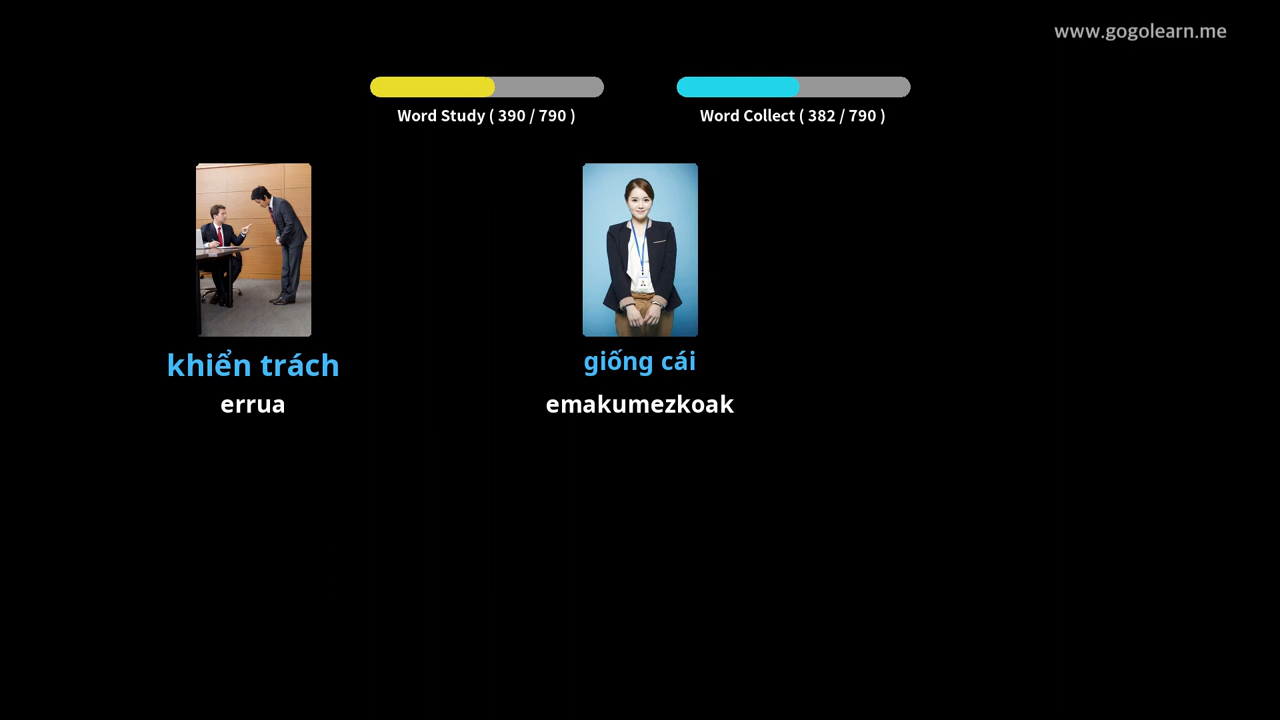 www.gogolearn.me
Word Study ( 390 / 790 )
Word Collect ( 382 / 790 )
khiển trách
errua
giống cái
emakumezkoak